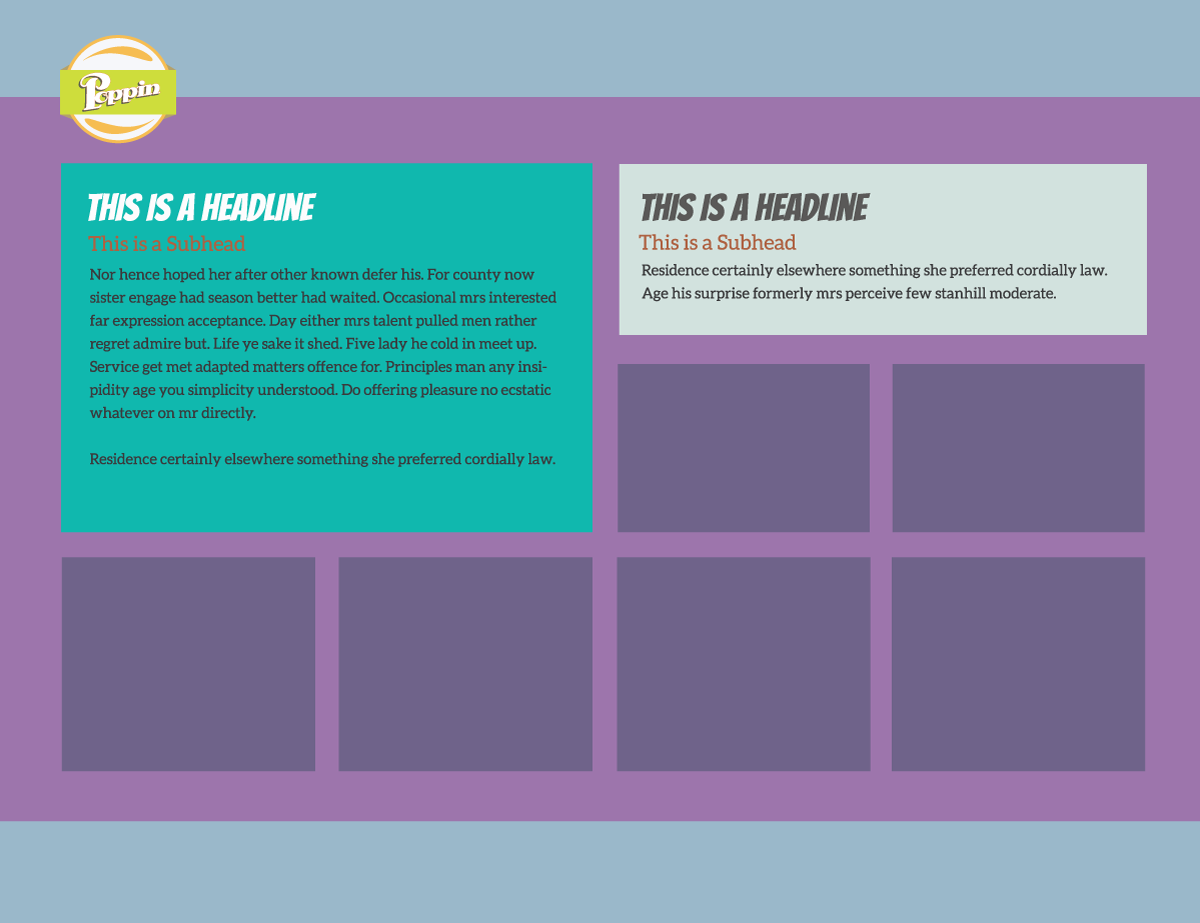 Poppin
THIS IS A HEADLINE
This is a Subhead
Nor hence hoped her after other known defer his. For county now
sister engage had season better had waited. Occasional mrs interested
far expression acceptance. Day either mrs talent pulled men rather
regret admire but. Life ye sake it shed. Five lady he cold in meet up.
Service get met adapted matters offence for. Principles man any insi-
pidity age you simplicity understood. Do offering pleasure no ecstatic
whatever on mr directly.
Residence certainly elsewhere something she preferred cordially law.
THIS IS A HEADLINE
This is a Subhead
Residence certainly elsewhere something she preferred cordially law.
Age his surprise formerly mrs perceive few stanhill moderate.